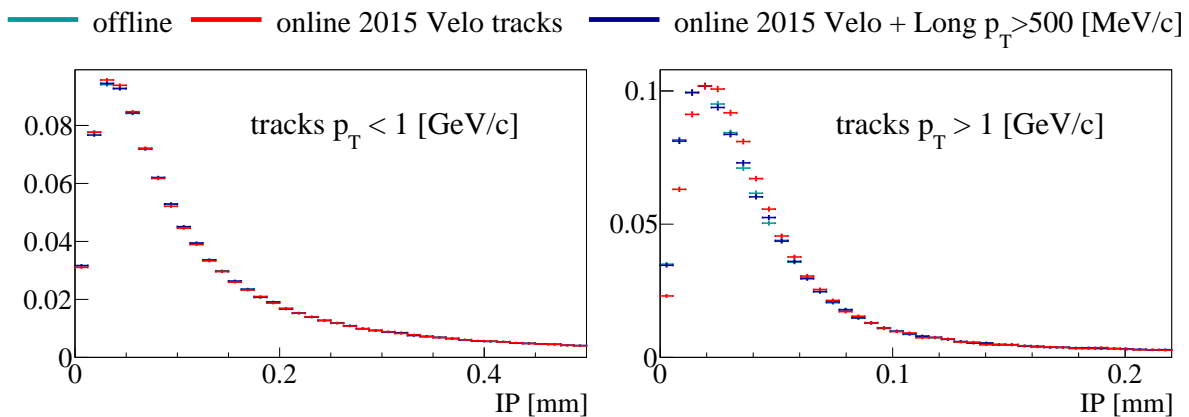 offline
online 2015 Velo tracks
online 2015 Velo + Long p_T>500 [MeV/c]
tracks p_T < 1 [GeV/c]
0.08
0.06
0.04
0.02
0
0 0.2 0.4
IP [mm]
tracks p_T > 1 [GeV/c]
0.1
0.05
0
0 0.1 0.2
IP [mm]